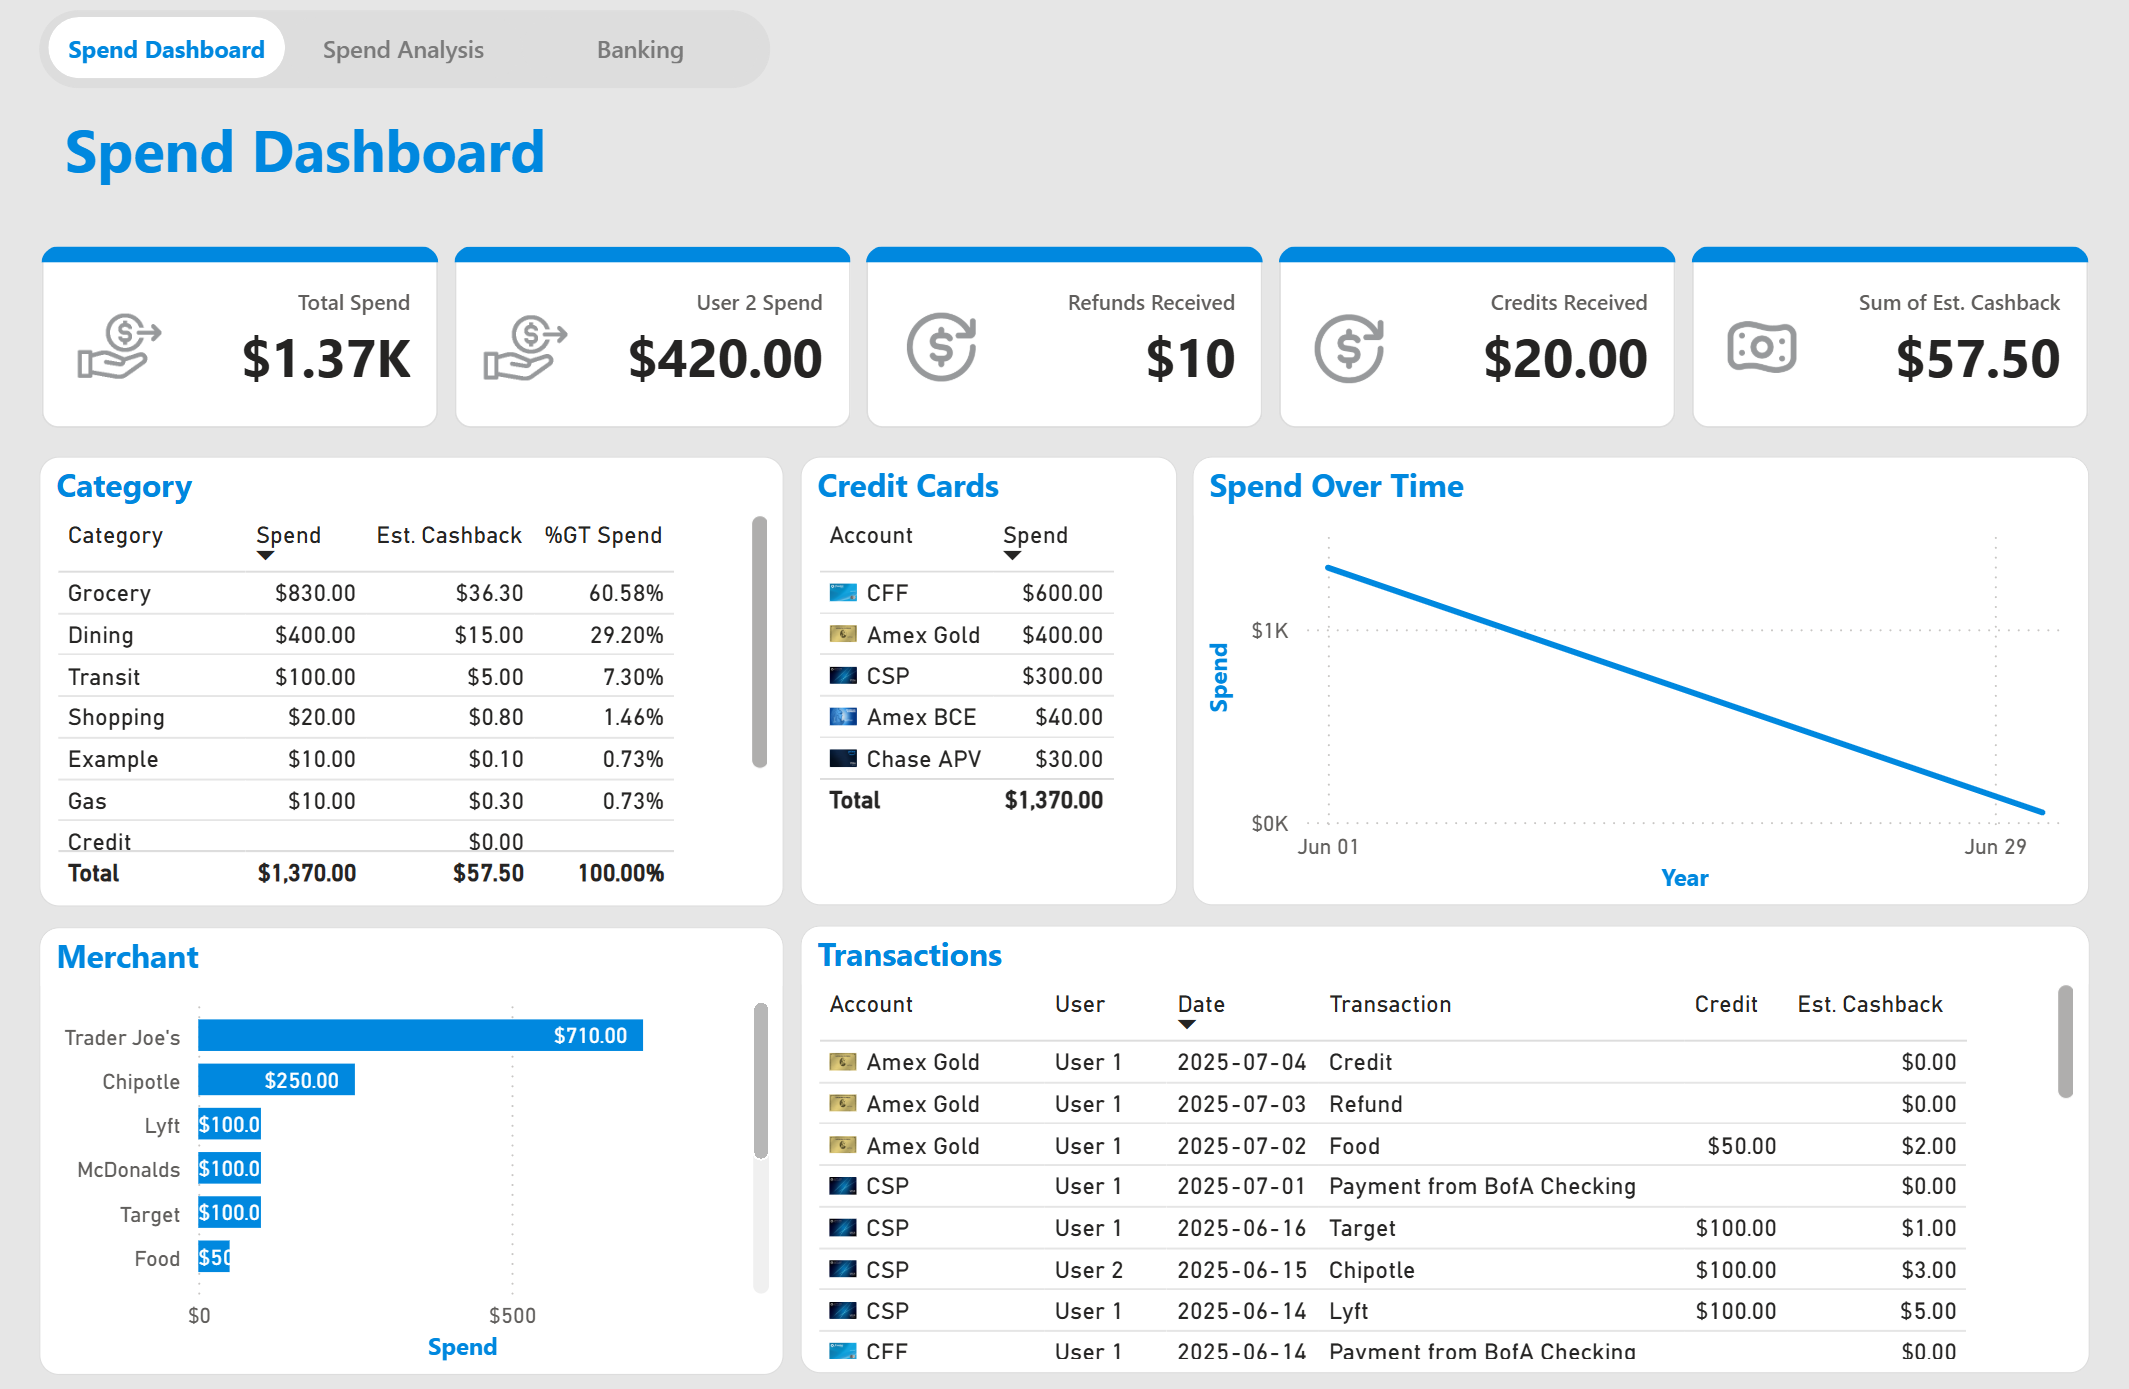 Spend Dashboard Spend Analysis Banking
Spend Dashboard
Total Spend
$1.37K
User 2 Spend
$420.00
Refunds Received
$10
Credits Received
$20.00
Sum of Est. Cashback
$57.50
Category
Category Spend Est. Cashback %GT Spend
Grocery $830.00 $36.30 60.58%
Dining $400.00 $15.00 29.20%
Transit $100.00 $5.00 7.30%
Shopping $20.00 $0.80 1.46%
Example $10.00 $0.10 0.73%
Gas $10.00 $0.30 0.73%
Credit $0.00
Total $1,370.00 $57.50 100.00%
Credit Cards
Account Spend
CFF $600.00
Amex Gold $400.00
CSP $300.00
Amex BCE $40.00
Chase APV $30.00
Total $1,370.00
Spend Over Time
Spend
$1K
$0K
Jun 01 Jun 29
Year
Merchant
Trader Joe's $710.00
Chipotle $250.00
Lyft $100.0
McDonalds $100.0
Target $100.0
Food $50
$0 $500
Spend
Transactions
Account User Date Transaction Credit Est. Cashback
Amex Gold User 1 2025-07-04 Credit $0.00
Amex Gold User 1 2025-07-03 Refund $0.00
Amex Gold User 1 2025-07-02 Food $50.00 $2.00
CSP User 1 2025-07-01 Payment from BofA Checking $0.00
CSP User 1 2025-06-16 Target $100.00 $1.00
CSP User 2 2025-06-15 Chipotle $100.00 $3.00
CSP User 1 2025-06-14 Lyft $100.00 $5.00
CFF User 1 2025-06-14 Payment from BofA Checking $0.00